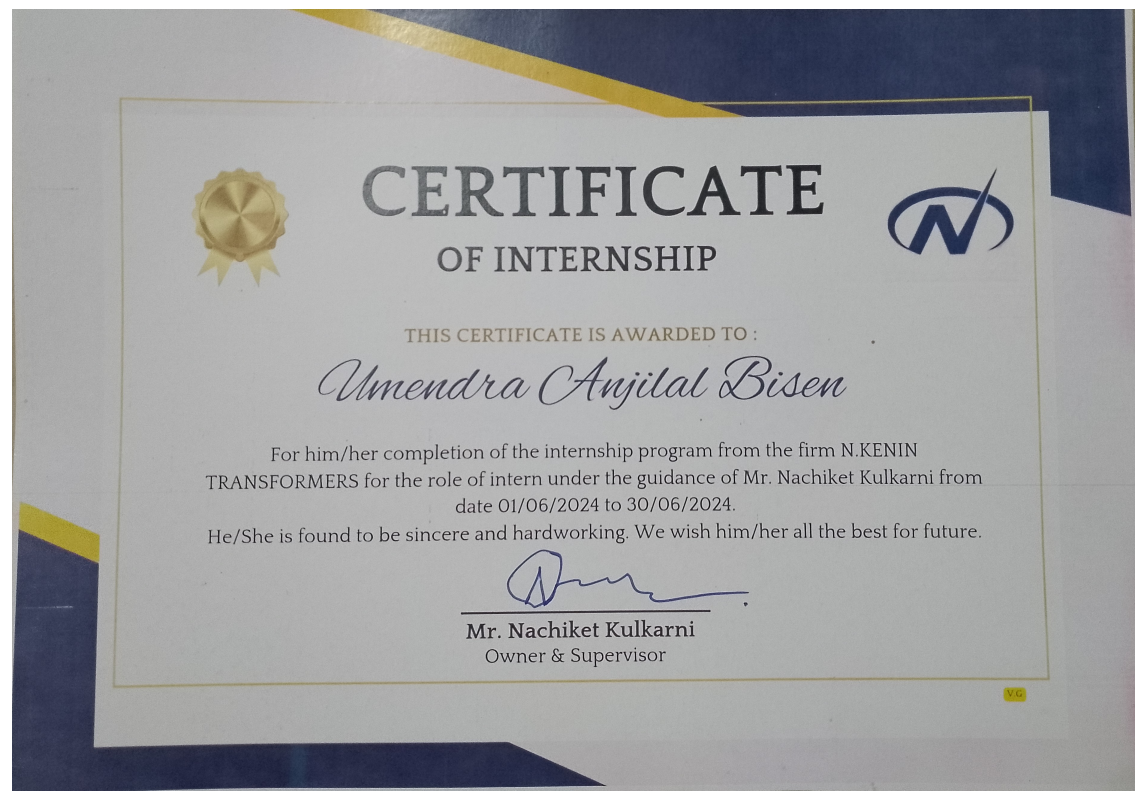 CERTIFICATE
OF INTERNSHIP
N
THIS CERTIFICATE IS AWARDED TO :
Umendra Anjilal Bisen
For him/her completion of the internship program from the firm N.KENIN
TRANSFORMERS for the role of intern under the guidance of Mr. Nachiket Kulkarni from
date 01/06/2024 to 30/06/2024.
He/She is found to be sincere and hardworking. We wish him/her all the best for future.
Mr. Nachiket Kulkarni
Owner & Supervisor
V.G